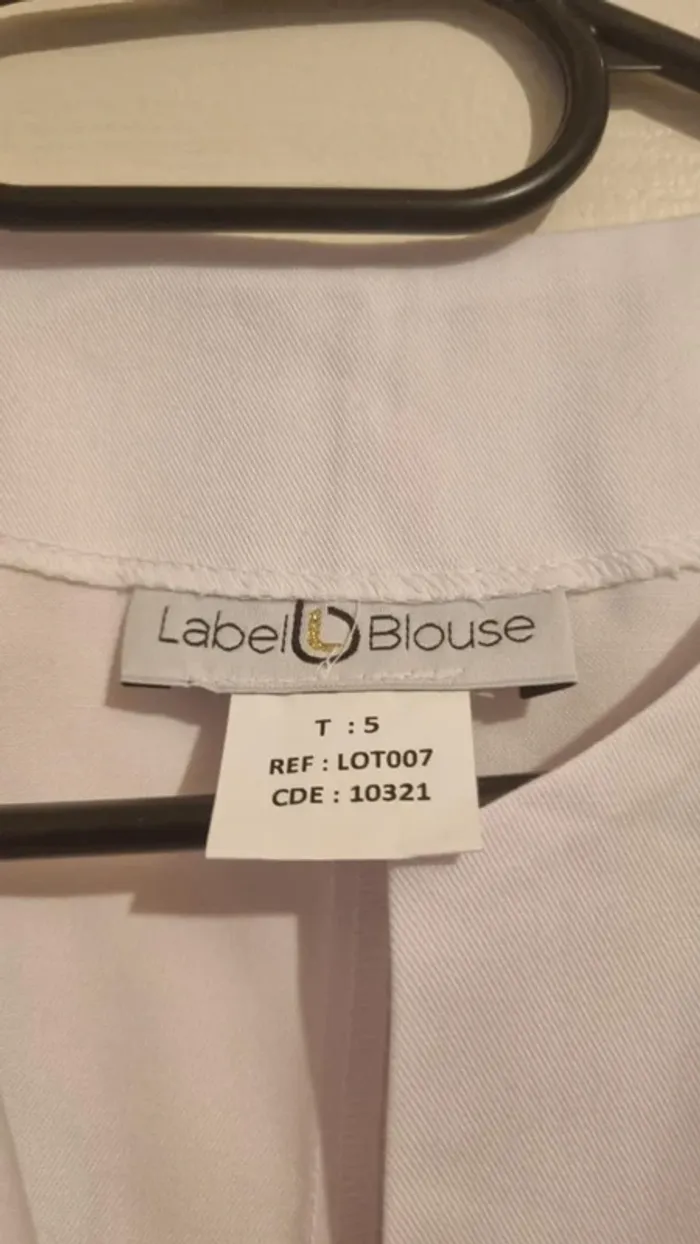 Label Blouse
T : 5
REF : LOT007
CDE : 10321